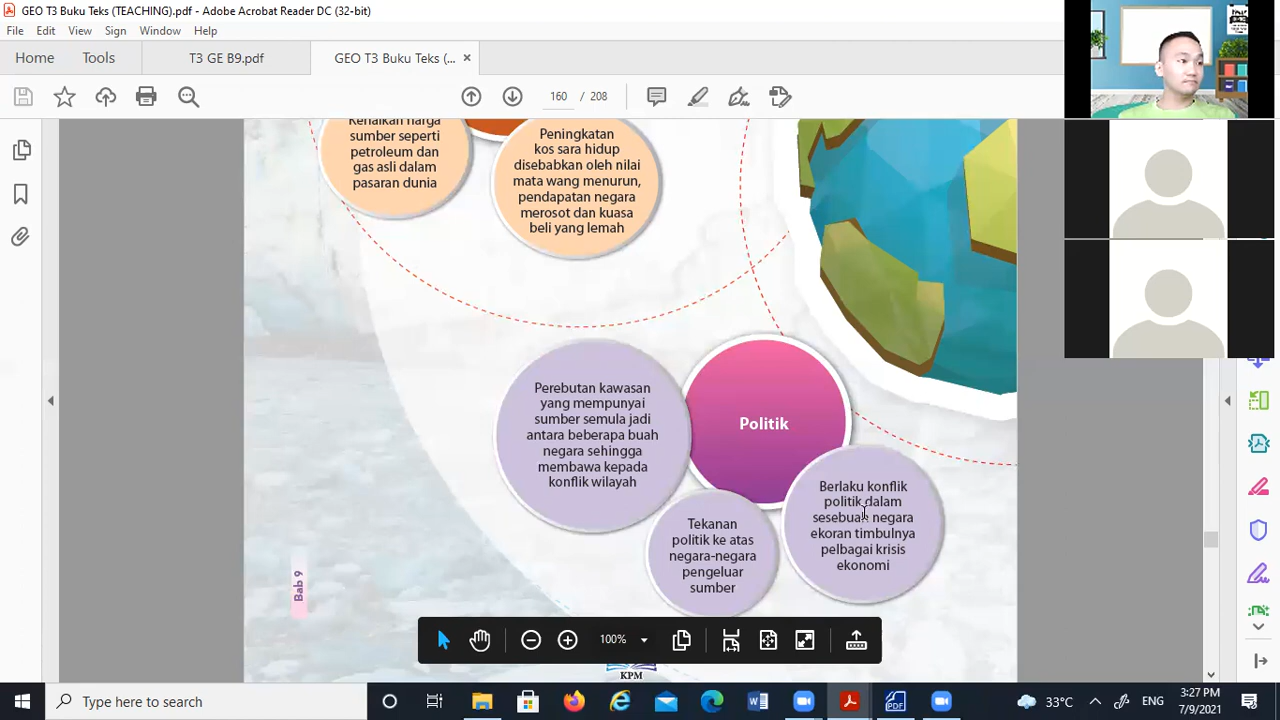 GEO T3 Buku Teks (TEACHING).pdf - Adobe Acrobat Reader DC (32-bit)
File Edit View Sign Window Help
Home Tools T3 GE B9.pdf GEO T3 Buku Teks (... ×
160 / 208
Kenaikan harga
sumber seperti
petroleum dan
gas asli dalam
pasaran dunia
Peningkatan
kos sara hidup
disebabkan oleh nilai
mata wang menurun,
pendapatan negara
merosot dan kuasa
beli yang lemah
Perebutan kawasan
yang mempunyai
sumber semula jadi
antara beberapa buah
negara sehingga
membawa kepada
konflik wilayah
Politik
Tekanan
politik ke atas
negara-negara
pengeluar
sumber
Berlaku konflik
politik dalam
sesebuah negara
ekoran timbulnya
pelbagai krisis
ekonomi
Bab 9
100%
KPM
Type here to search
33°C ENG
3:27 PM
7/9/2021